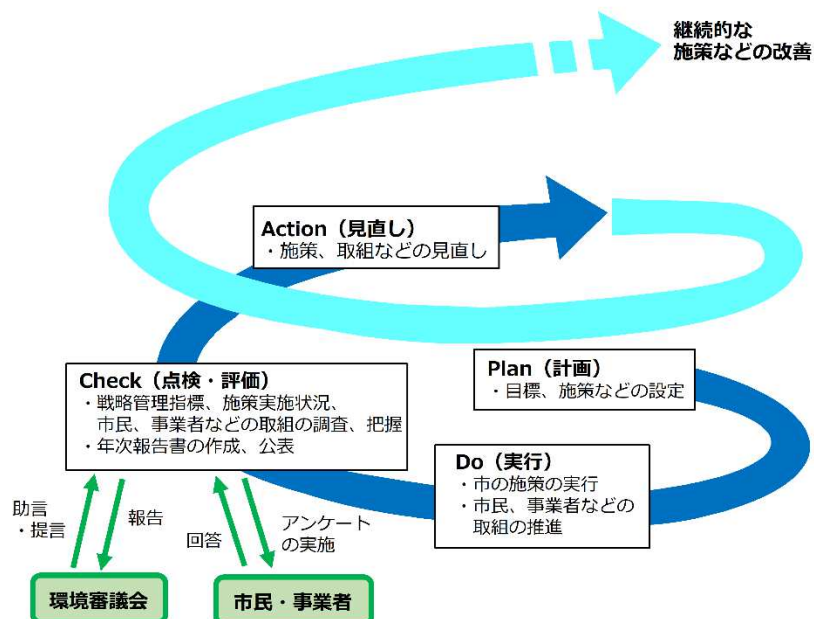 継続的な
施策などの改善
Action（見直し）
・施策、取組などの見直し
Plan（計画）
・目標、施策などの設定
Check（点検・評価）
・戦略管理指標、施策実施状況、
市民、事業者などの取組の調査、把握
・年次報告書の作成、公表
Do（実行）
・市の施策の実行
・市民、事業者などの
取組の推進
助言
・提言
報告
回答
アンケート
の実施
環境審議会
市民・事業者